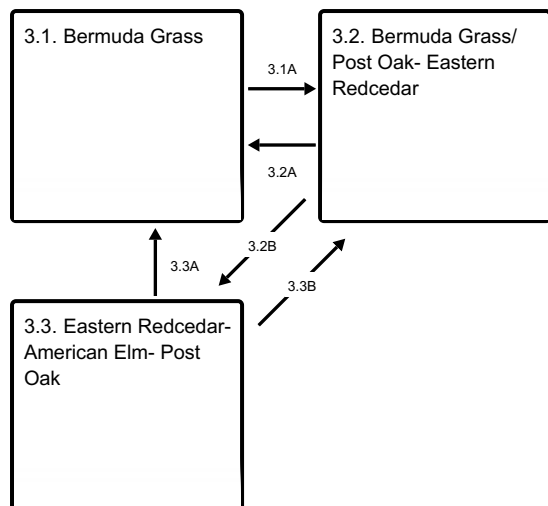 3.1. Bermuda Grass
3.2. Bermuda Grass/
Post Oak- Eastern
Redcedar
3.1A
3.2A
3.2B
3.3A
3.3B
3.3. Eastern Redcedar-
American Elm- Post
Oak